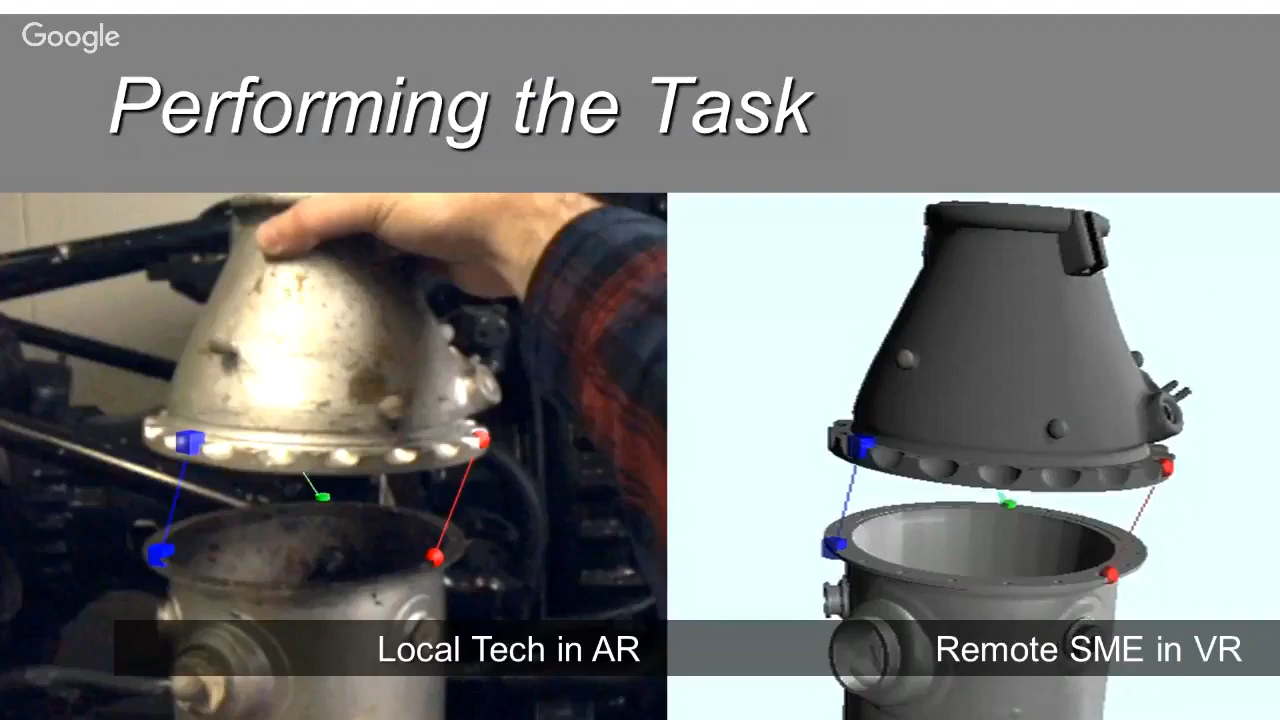 Google
Performing the Task
Local Tech in AR
Remote SME in VR